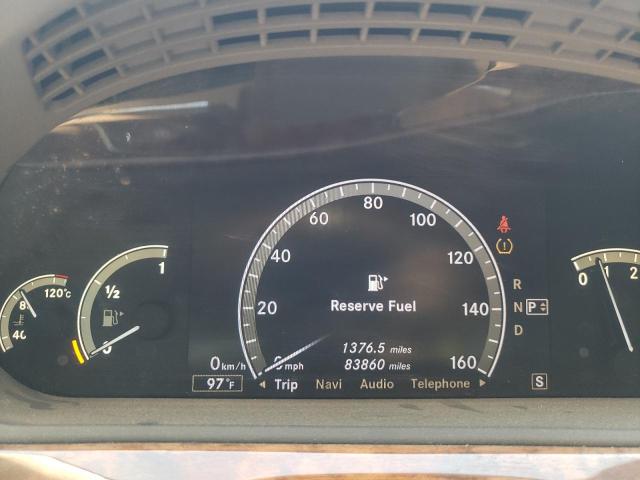 80
60 100
40 120
20 140
0 mph 160
Reserve Fuel
1376.5 miles
83860 miles
0 km/h
97°F
Trip Navi Audio Telephone
1
½
0
120°C
8
40
R
N P
D
S
0 1 2